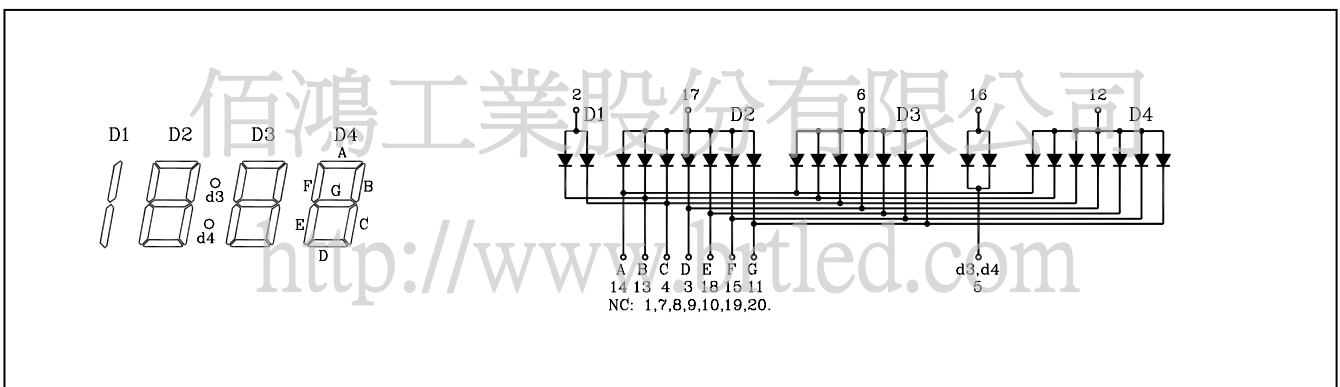 佰鴻工業股份有限公司
2 17 6 16 12
D1 D2 D3 D4
D1 D2 D3 D4
A
F G B
d3
E C
d4
D
http://www.brtled.com
A B C D E F G d3,d4
14 13 4 3 18 15 11 5
NC: 1,7,8,9,10,19,20.